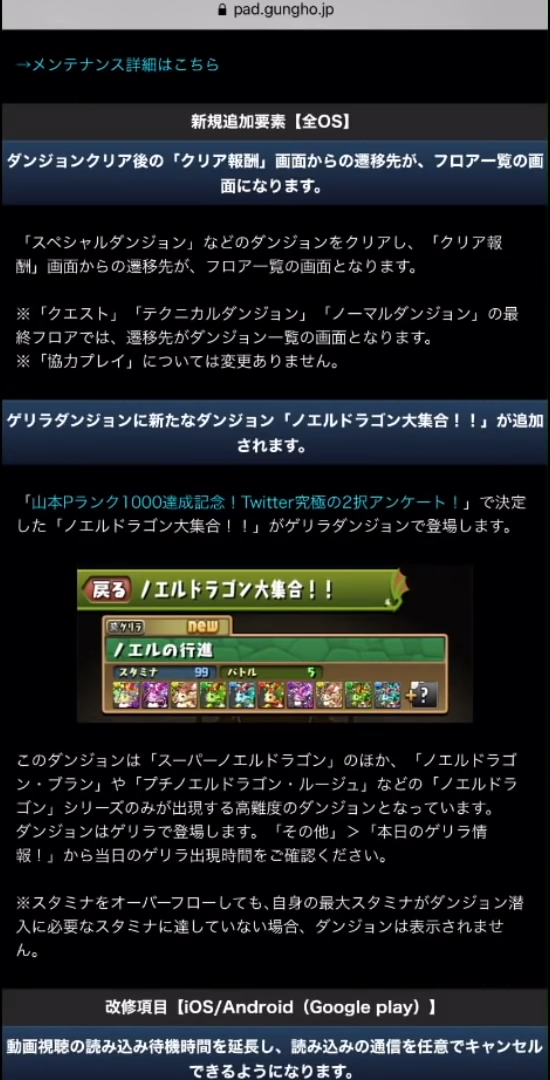 pad.gungho.jp
→メンテナンス詳細はこちら
新規追加要素【全OS】
ダンジョンクリア後の「クリア報酬」画面からの遷移先が、フロア一覧の画
面になります。
「スペシャルダンジョン」などのダンジョンをクリアし、「クリア報
酬」画面からの遷移先が、フロア一覧の画面となります。
※「クエスト」「テクニカルダンジョン」「ノーマルダンジョン」の最
終フロアでは、遷移先がダンジョン一覧の画面となります。
※「協力プレイ」については変更ありません。
ゲリラダンジョンに新たなダンジョン「ノエルドラゴン大集合！！」が追加
されます。
「山本Pランク1000達成記念！Twitter究極の2択アンケート！」で決定
した「ノエルドラゴン大集合！！」がゲリラダンジョンで登場します。
戻る ノエルドラゴン大集合！！
ゲリラ new
ノエルの行進
スタミナ 99 バトル 5
+?
このダンジョンは「スーパーノエルドラゴン」のほか、「ノエルドラゴ
ン・ブラン」や「プチノエルドラゴン・ルージュ」などの「ノエルドラ
ゴン」シリーズのみが出現する高難度のダンジョンとなっています。
ダンジョンはゲリラで登場します。「その他」＞「本日のゲリラ情
報！」から当日のゲリラ出現時間をご確認ください。
※スタミナをオーバーフローしても、自身の最大スタミナがダンジョン潜
入に必要なスタミナに達していない場合、ダンジョンは表示されませ
ん。
改修項目【iOS/Android（Google play）】
動画視聴の読み込み待機時間を延長し、読み込みの通信を任意でキャンセル
できるようになります。